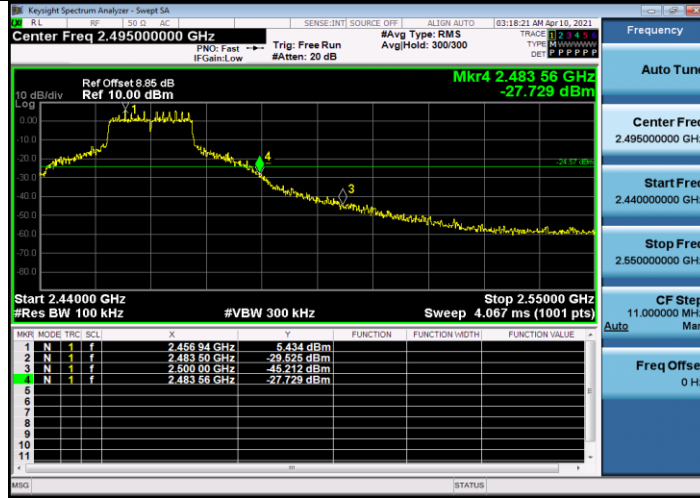 Keysight Spectrum Analyzer - Swept SA
RL RF 50 Ω AC SENSE:INT SOURCE OFF ALIGN AUTO 03:18:21 AM Apr 10, 2021
Center Freq 2.495000000 GHz
PNO: Fast
IFGain:Low
Trig: Free Run
#Atten: 20 dB
#Avg Type: RMS
Avg|Hold: 300/300
TRACE 1 2 3 4 5 6
TYPE M W W W W W
DET P P P P P P
Ref Offset 8.85 dB
Ref 10.00 dBm
Mkr4 2.483 56 GHz
-27.729 dBm
10 dB/div
Log
0.00
-10.0
-20.0
-30.0
-40.0
-50.0
-60.0
-70.0
-80.0
1
4
3
-24.57 dBm
Start 2.44000 GHz
#Res BW 100 kHz
#VBW 300 kHz
Stop 2.55000 GHz
Sweep 4.067 ms (1001 pts)
MKR MODE TRC SCL X Y FUNCTION FUNCTION WIDTH FUNCTION VALUE
1 N 1 f 2.456 94 GHz 5.434 dBm
2 N 1 f 2.483 50 GHz -29.525 dBm
3 N 1 f 2.500 00 GHz -45.212 dBm
4 N 1 f 2.483 56 GHz -27.729 dBm
5
6
7
8
9
10
11
MSG STATUS
Frequency
Auto Tune
Center Freq
2.495000000 GHz
Start Freq
2.440000000 GHz
Stop Freq
2.550000000 GHz
CF Step
11.000000 MHz
Auto Man
Freq Offset
0 Hz